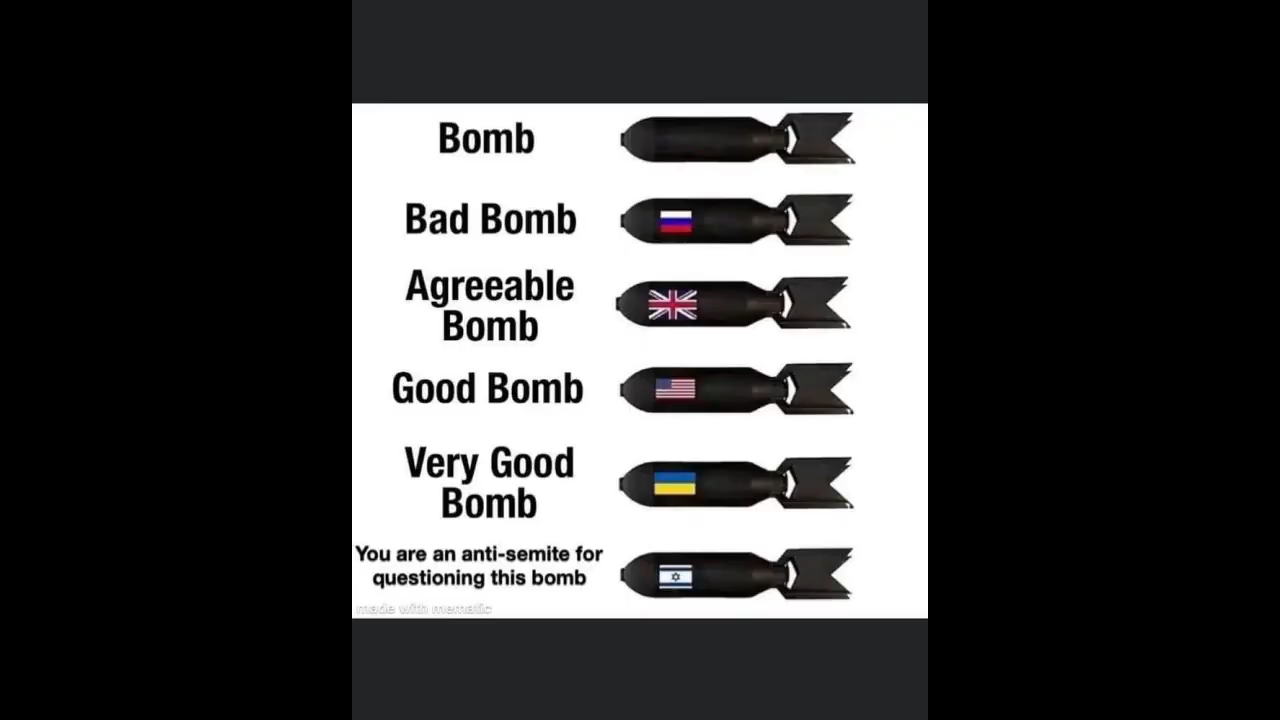 Bomb
Bad Bomb
Agreeable
Bomb
Good Bomb
Very Good
Bomb
You are an anti-semite for
questioning this bomb
made with mematic